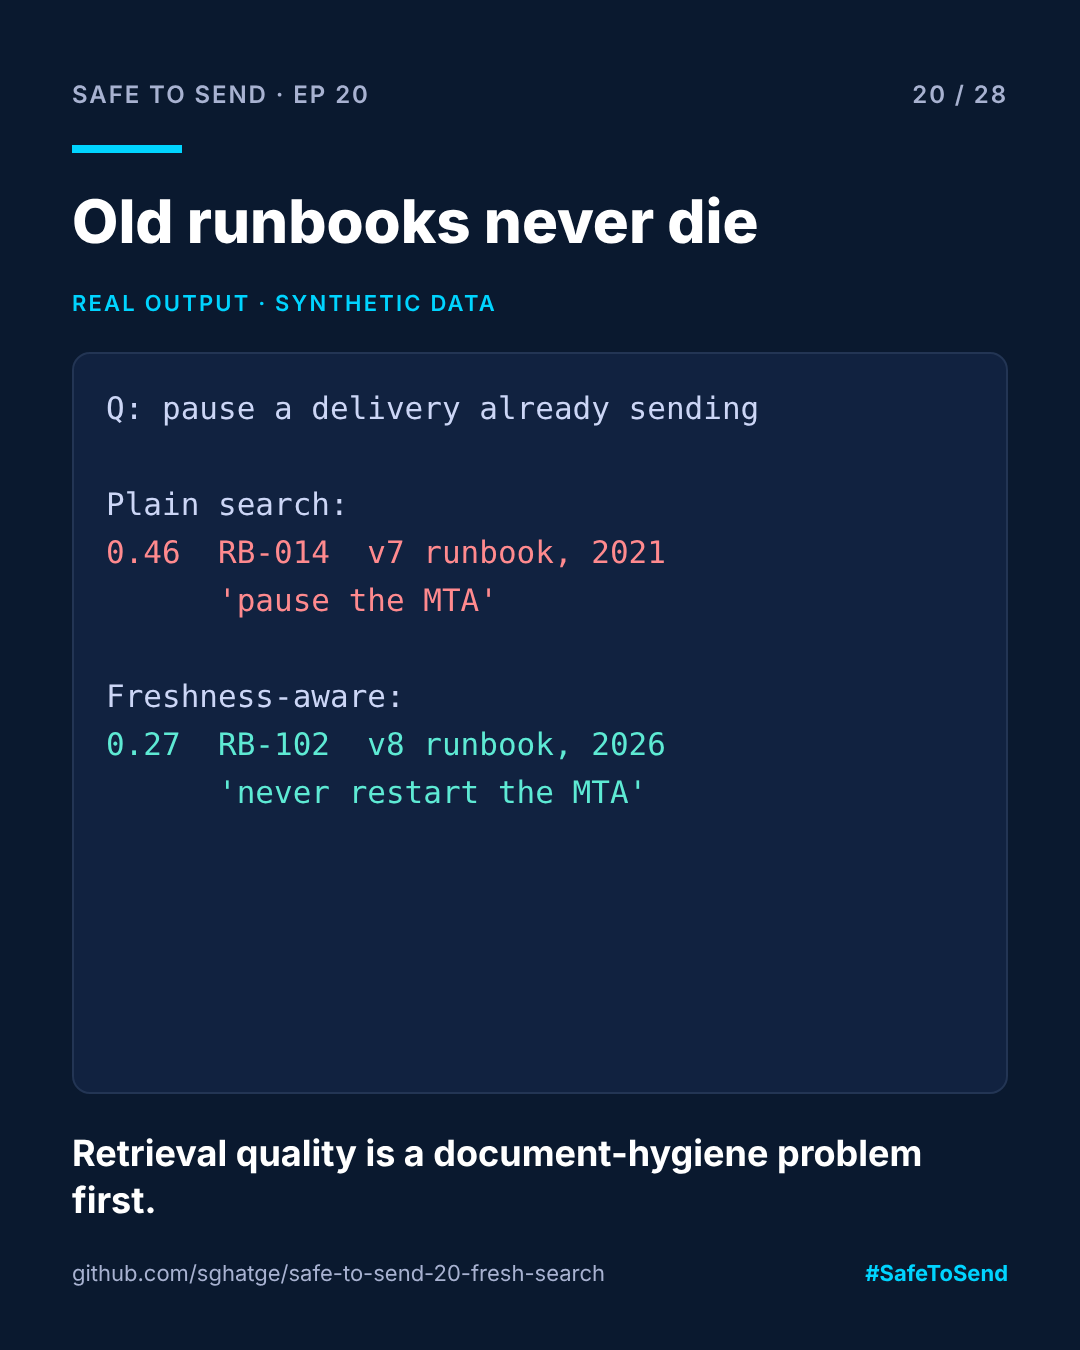 SAFE TO SEND · EP 20
20 / 28
Old runbooks never die
REAL OUTPUT · SYNTHETIC DATA
Q: pause a delivery already sending
Plain search:
0.46  RB-014  v7 runbook, 2021
'pause the MTA'
Freshness-aware:
0.27  RB-102  v8 runbook, 2026
'never restart the MTA'
Retrieval quality is a document-hygiene problem
first.
github.com/sghatge/safe-to-send-20-fresh-search
#SafeToSend